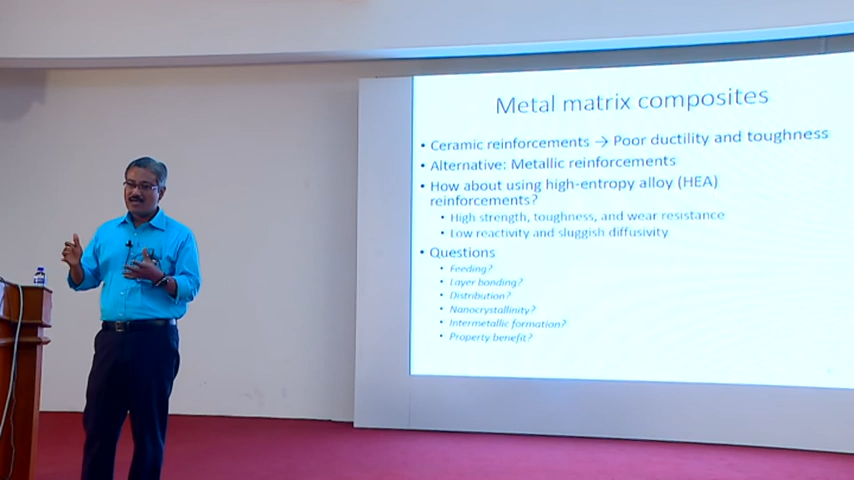 Metal matrix composites
• Ceramic reinforcements → Poor ductility and toughness
• Alternative: Metallic reinforcements
• How about using high-entropy alloy (HEA)
reinforcements?
• High strength, toughness, and wear resistance
• Low reactivity and sluggish diffusivity
• Questions
• Feeding?
• Layer bonding?
• Distribution?
• Nanocrystallinity?
• Intermetallic formation?
• Property benefit?